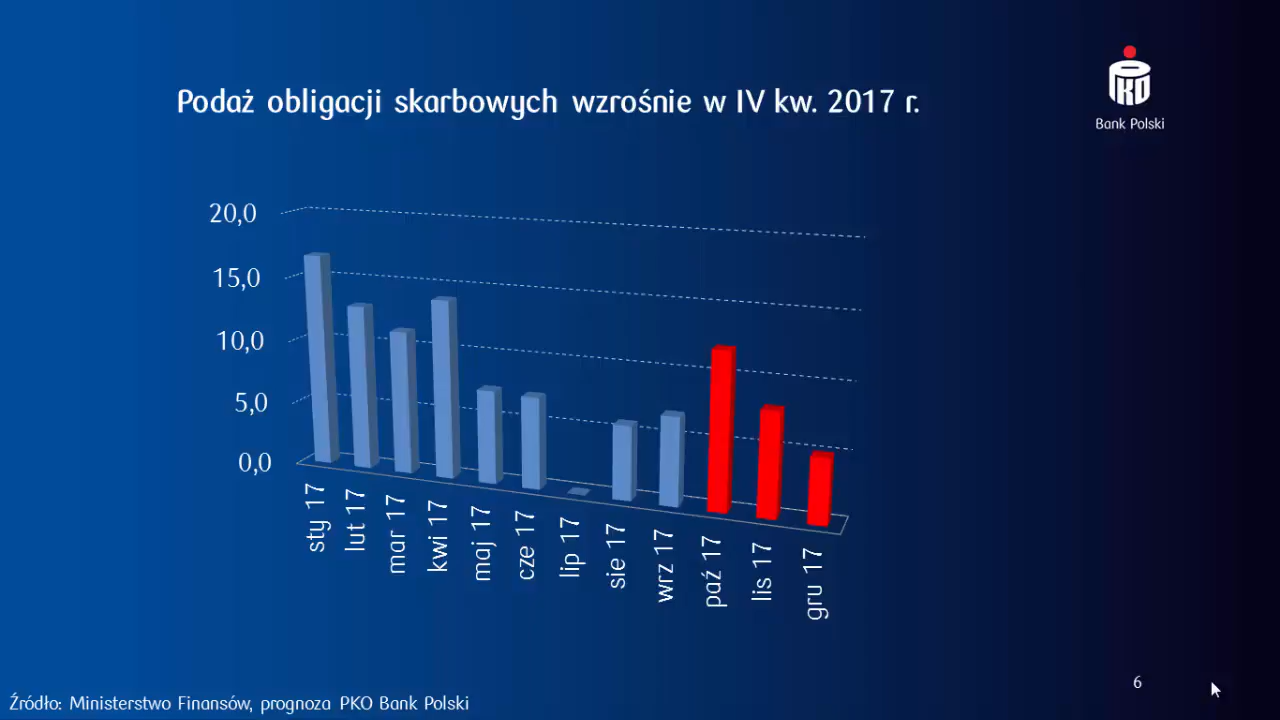 PKO
Bank Polski
Podaż obligacji skarbowych wzrośnie w IV kw. 2017 r.
20,0
15,0
10,0
5,0
0,0
sty 17
lut 17
mar 17
kwi 17
maj 17
cze 17
lip 17
sie 17
wrz 17
paź 17
lis 17
gru 17
6
Źródło: Ministerstwo Finansów, prognoza PKO Bank Polski